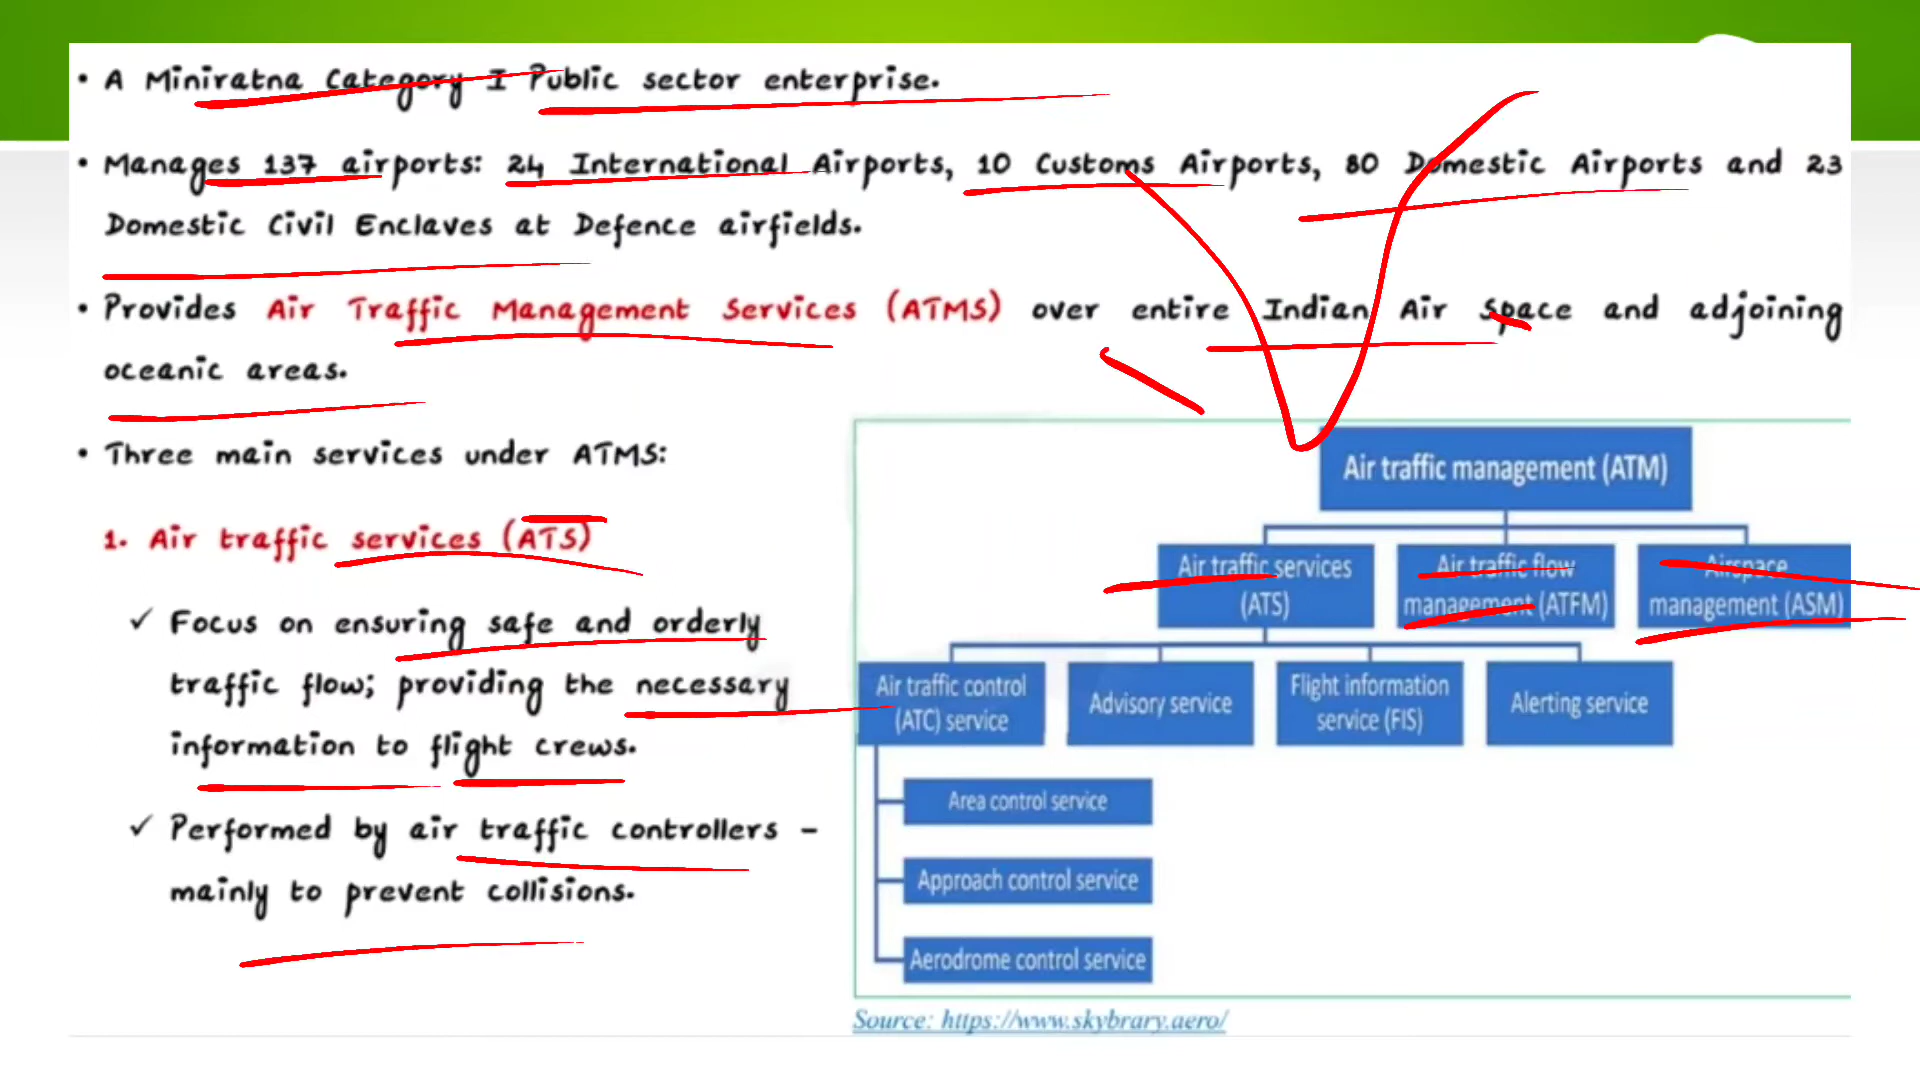 • A Miniratna Category I Public sector enterprise.
• Manages 137 airports: 24 International Airports, 10 Customs Airports, 80 Domestic Airports and 23
Domestic Civil Enclaves at Defence airfields.
• Provides Air Traffic Management Services (ATMS) over entire Indian Air Space and adjoining
oceanic areas.
• Three main services under ATMS:
1. Air traffic services (ATS)
✓ Focus on ensuring safe and orderly
traffic flow; providing the necessary
information to flight crews.
✓ Performed by air traffic controllers -
mainly to prevent collisions.
Air traffic management (ATM)
Air traffic services
(ATS)
Air traffic flow
management (ATFM)
Airspace
management (ASM)
Air traffic control
(ATC) service
Advisory service
Flight information
service (FIS)
Alerting service
Area control service
Approach control service
Aerodrome control service
Source: https://www.skybrary.aero/